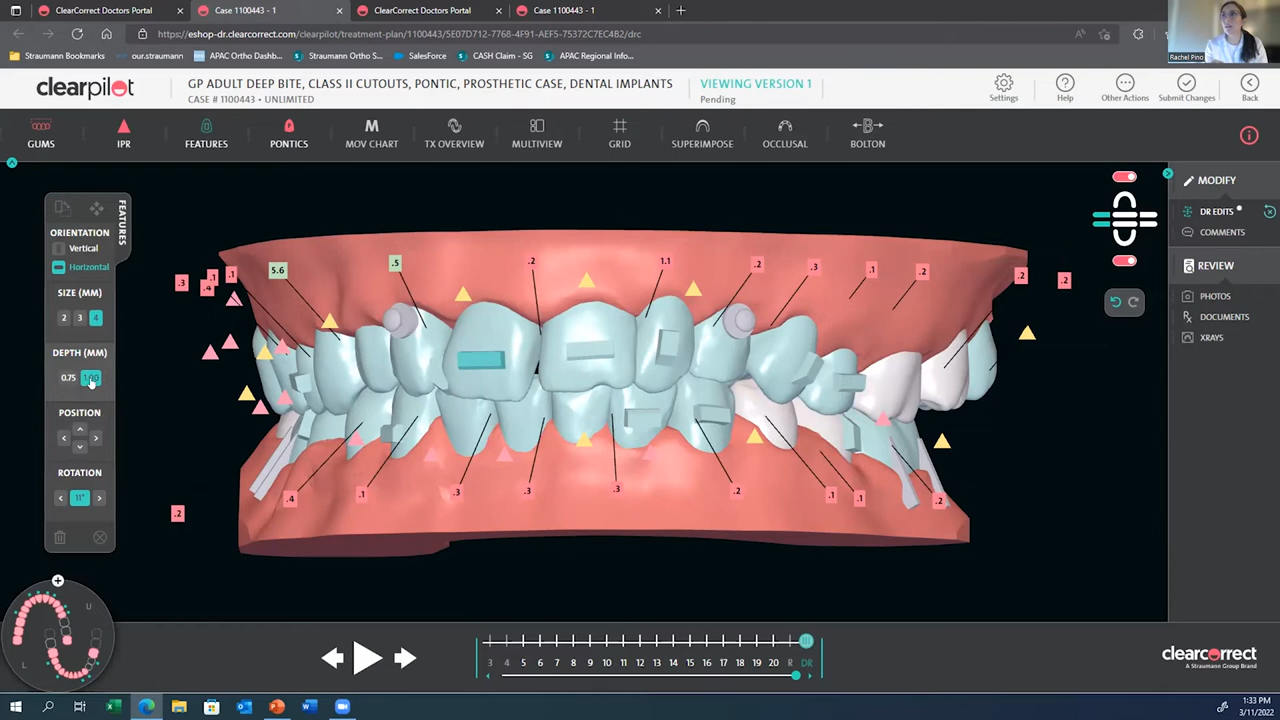 ClearCorrect Doctors Portal
Case 1100443 - 1
ClearCorrect Doctors Portal
Case 1100443 - 1
https://eshop-dr.clearcorrect.com/clearpilot/treatment-plan/1100443/5E07D712-7768-4F91-AEF5-75372C7EC4B2/drc
Straumann Bookmarks
our.straumann
APAC Ortho Dashb...
Straumann Ortho S...
SalesForce
CASH Claim - SG
APAC Regional Info...
Rachel Pino
clearpilot
GP ADULT DEEP BITE, CLASS II CUTOUTS, PONTIC, PROSTHETIC CASE, DENTAL IMPLANTS
CASE # 1100443 • UNLIMITED
VIEWING VERSION 1
Pending
Settings
Help
Other Actions
Submit Changes
Back
GUMS
IPR
FEATURES
PONTICS
MOV CHART
TX OVERVIEW
MULTIVIEW
GRID
SUPERIMPOSE
OCCLUSAL
BOLTON
MODIFY
DR EDITS
COMMENTS
REVIEW
PHOTOS
DOCUMENTS
XRAYS
FEATURES
ORIENTATION
Vertical
Horizontal
SIZE (MM)
2 3 4
DEPTH (MM)
0.75 1.00
POSITION
ROTATION
11°
.3 .4 .1 .1 5.6 .5 .2 1.1 .2 .3 .1 .2 .2 .2
.2 .4 .1 .3 .3 .3 .2 .1 .1 .2
U
L
3 4 5 6 7 8 9 10 11 12 13 14 15 16 17 18 19 20 R DR
clearcorrect
A Straumann Group Brand
1:33 PM
3/11/2022